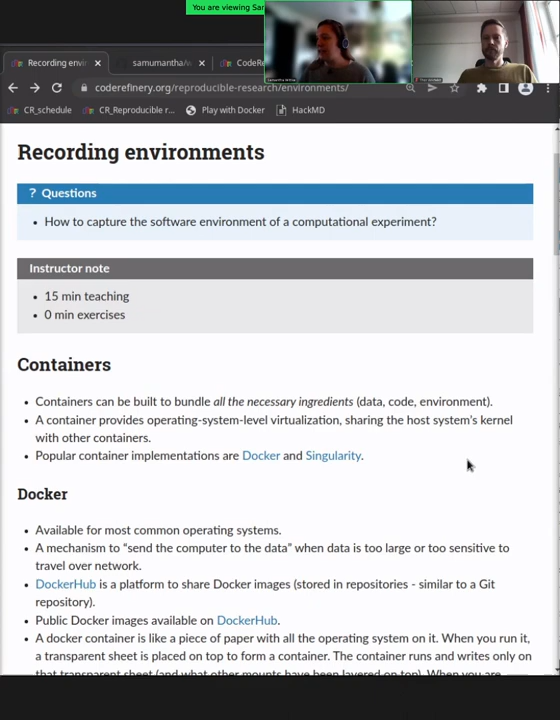 You are viewing Sar
Recording envir
samumantha/w
CodeRe
coderefinery.org/reproducible-research/environments/
CR_schedule
CR_Reproducible r...
Play with Docker
HackMD
Recording environments
? Questions
• How to capture the software environment of a computational experiment?
Instructor note
• 15 min teaching
• 0 min exercises
Containers
• Containers can be built to bundle all the necessary ingredients (data, code, environment).
• A container provides operating-system-level virtualization, sharing the host system's kernel
with other containers.
• Popular container implementations are Docker and Singularity.
Docker
• Available for most common operating systems.
• A mechanism to “send the computer to the data” when data is too large or too sensitive to
travel over network.
• DockerHub is a platform to share Docker images (stored in repositories - similar to a Git
repository).
• Public Docker images available on DockerHub.
• A docker container is like a piece of paper with all the operating system on it. When you run it,
a transparent sheet is placed on top to form a container. The container runs and writes only on
that transparent sheet (and what other mounts have been layered on top). When you are